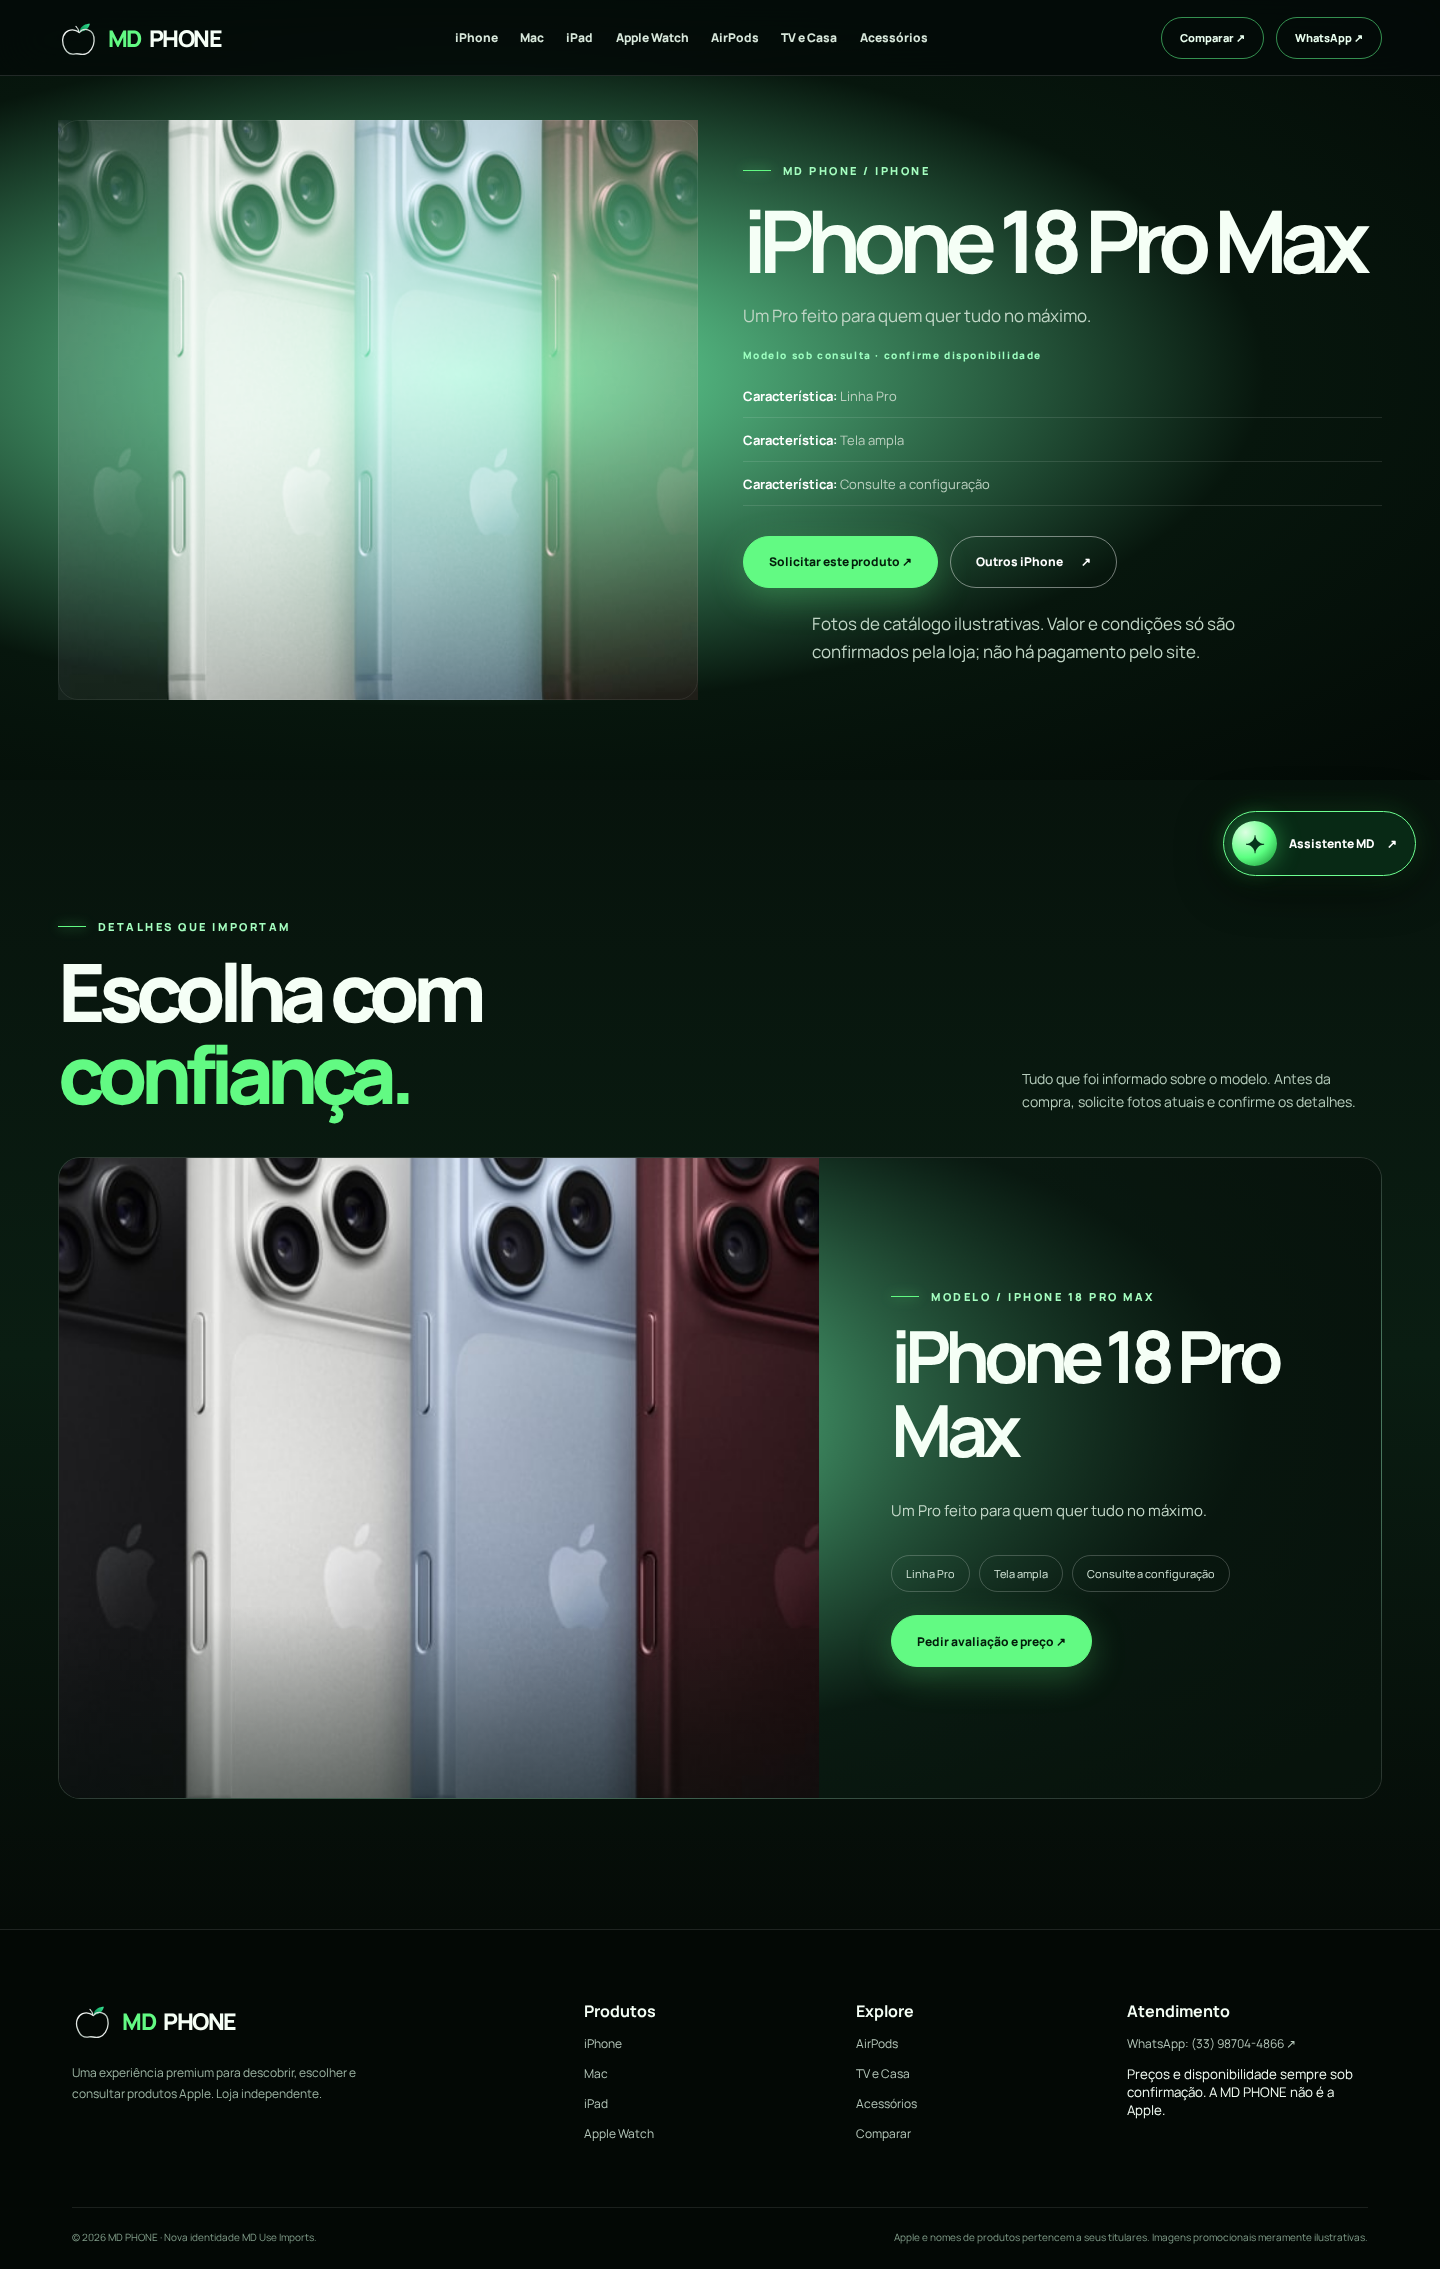 MD PHONE
iPhone Mac iPad Apple Watch AirPods TV e Casa Acessórios
Comparar ↗ WhatsApp ↗
MD PHONE / IPHONE
iPhone 18 Pro Max
Um Pro feito para quem quer tudo no máximo.
Modelo sob consulta · confirme disponibilidade
Característica: Linha Pro
Característica: Tela ampla
Característica: Consulte a configuração
Solicitar este produto ↗ Outros iPhone ↗
Fotos de catálogo ilustrativas. Valor e condições só são
confirmados pela loja; não há pagamento pelo site.
Assistente MD ↗
DETALHES QUE IMPORTAM
Escolha com
confiança.
Tudo que foi informado sobre o modelo. Antes da
compra, solicite fotos atuais e confirme os detalhes.
MODELO / IPHONE 18 PRO MAX
iPhone 18 Pro
Max
Um Pro feito para quem quer tudo no máximo.
Linha Pro Tela ampla Consulte a configuração
Pedir avaliação e preço ↗
MD PHONE
Uma experiência premium para descobrir, escolher e
consultar produtos Apple. Loja independente.
Produtos
iPhone
Mac
iPad
Apple Watch
Explore
AirPods
TV e Casa
Acessórios
Comparar
Atendimento
WhatsApp: (33) 98704-4866 ↗
Preços e disponibilidade sempre sob
confirmação. A MD PHONE não é a
Apple.
© 2026 MD PHONE · Nova identidade MD Use Imports.
Apple e nomes de produtos pertencem a seus titulares. Imagens promocionais meramente ilustrativas.